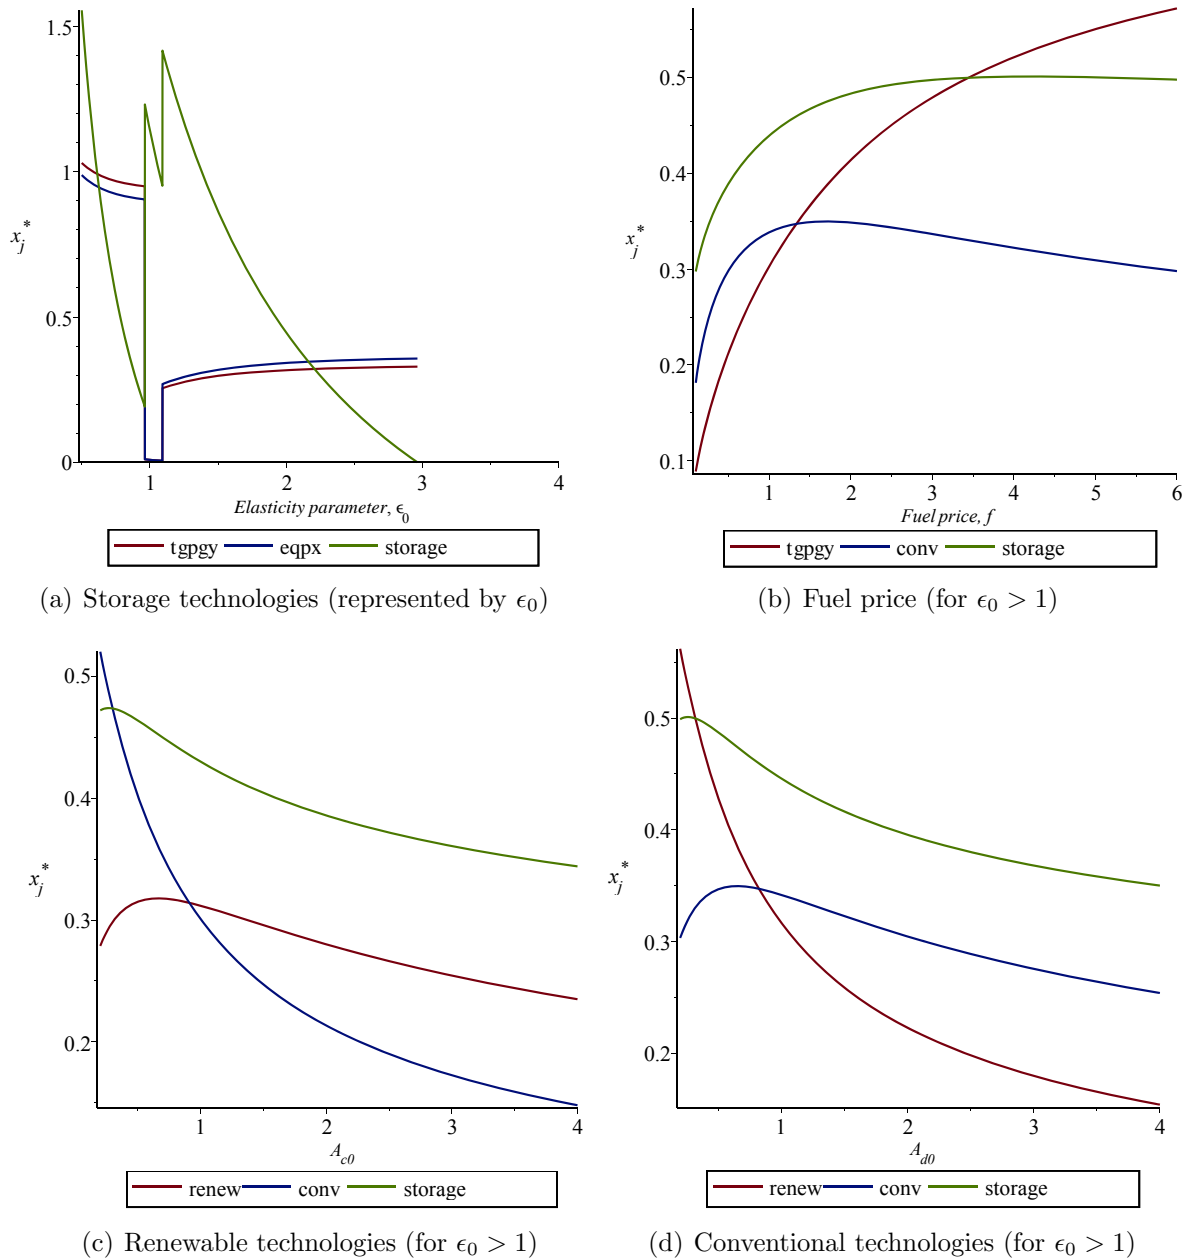 1.5
1
0.5
0
x_j^*
1 2 3 4
Elasticity parameter, ϵ_0
tgpgy eqpx storage
(a) Storage technologies (represented by ϵ_0)
0.5
0.4
x_j^*
0.3
0.2
0.1
1 2 3 4 5 6
Fuel price, f
tgpgy conv storage
(b) Fuel price (for ϵ_0 > 1)
0.5
0.4
x_j^*
0.3
0.2
1 2 3 4
A_c0
renew conv storage
(c) Renewable technologies (for ϵ_0 > 1)
0.5
0.4
x_j^*
0.3
0.2
1 2 3 4
A_d0
renew conv storage
(d) Conventional technologies (for ϵ_0 > 1)